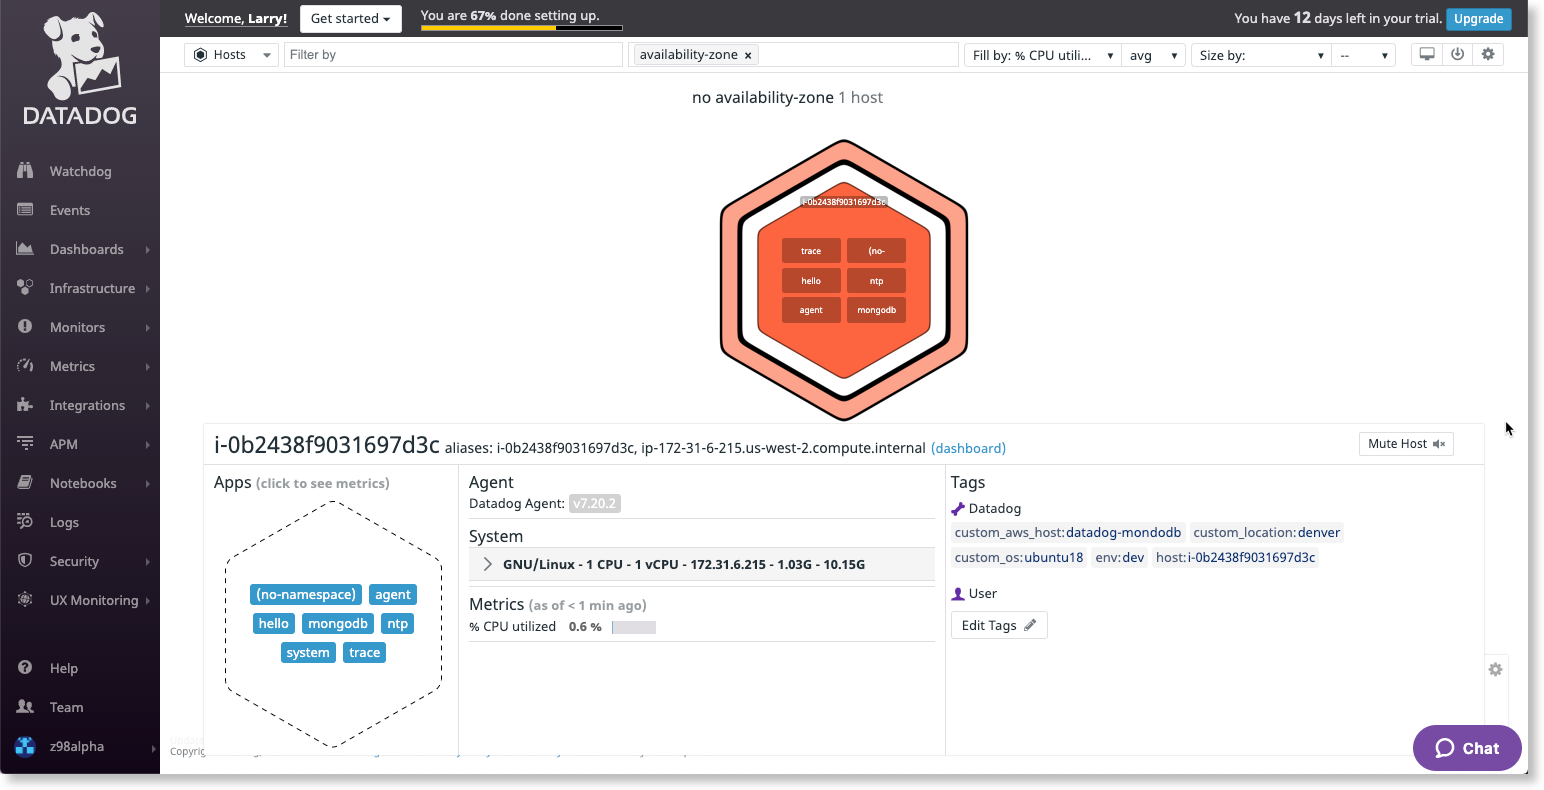 DATADOG
Welcome, Larry!
Get started
You are 67% done setting up.
You have 12 days left in your trial.
Upgrade
Hosts
Filter by
availability-zone ×
Fill by: % CPU utili...
avg
Size by:
--
Watchdog
Events
Dashboards
Infrastructure
Monitors
Metrics
Integrations
APM
Notebooks
Logs
Security
UX Monitoring
Help
Team
z98alpha
no availability-zone 1 host
i-0b2438f9031697d3c
trace (no-
hello ntp
agent mongodb
i-0b2438f9031697d3c aliases: i-0b2438f9031697d3c, ip-172-31-6-215.us-west-2.compute.internal (dashboard)
Mute Host
Apps (click to see metrics)
(no-namespace) agent
hello mongodb ntp
system trace
Agent
Datadog Agent: v7.20.2
System
GNU/Linux - 1 CPU - 1 vCPU - 172.31.6.215 - 1.03G - 10.15G
Metrics (as of < 1 min ago)
% CPU utilized 0.6 %
Tags
Datadog
custom_aws_host:datadog-mondodb custom_location:denver
custom_os:ubuntu18 env:dev host:i-0b2438f9031697d3c
User
Edit Tags
Chat